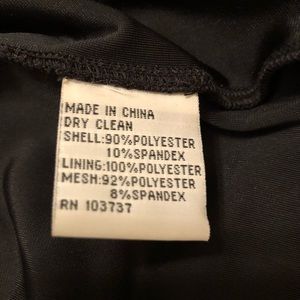 MADE IN CHINA
DRY CLEAN
SHELL:90%POLYESTER
10%SPANDEX
LINING:100%POLYESTER
MESH:92%POLYESTER
8%SPANDEX
RN 103737